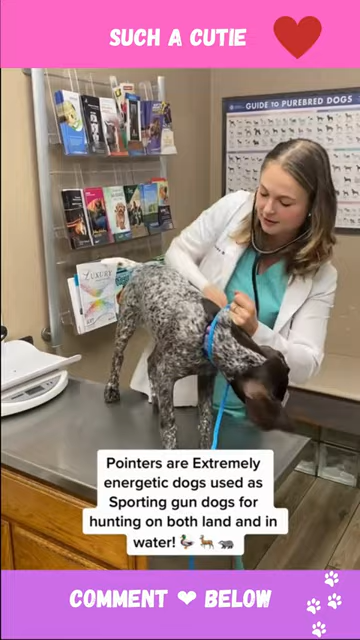 SUCH A CUTIE ❤️
GUIDE TO PUREBRED DOGS
LUXURY
Pointers are Extremely
energetic dogs used as
Sporting gun dogs for
hunting on both land and in
water! 🦆 🦌 🦡
COMMENT ❤ BELOW